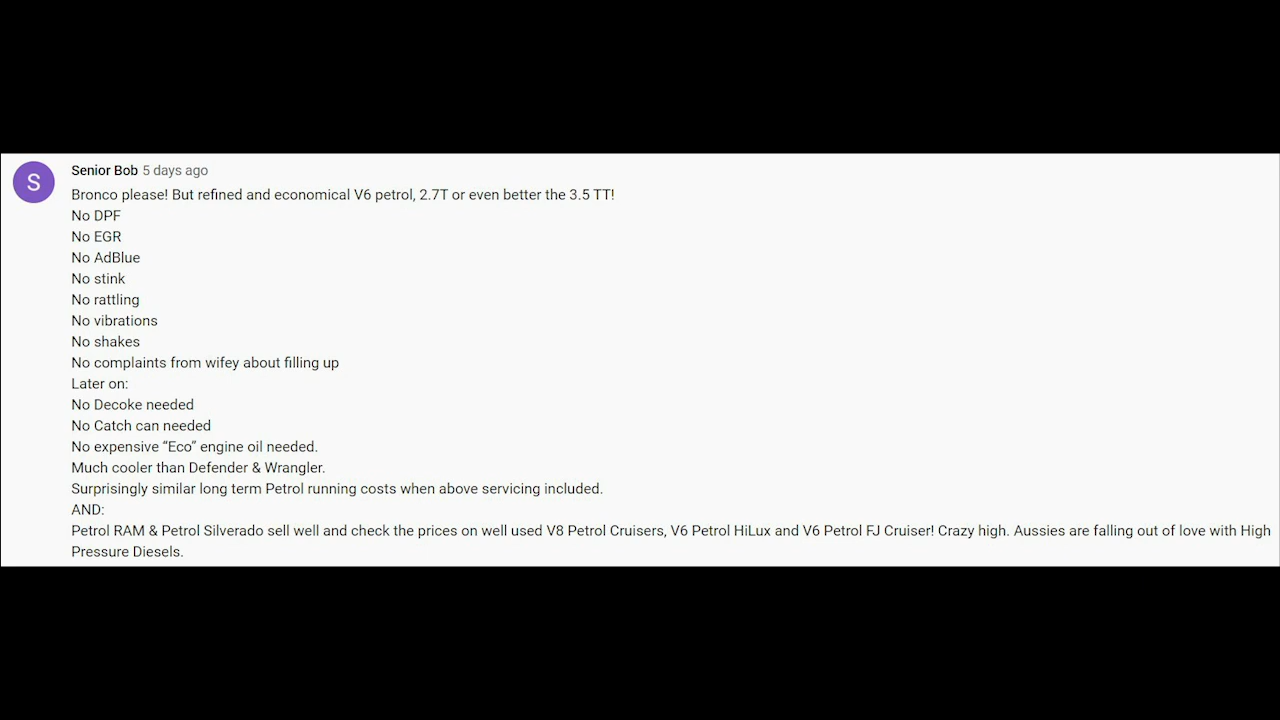 S
Senior Bob 5 days ago
Bronco please! But refined and economical V6 petrol, 2.7T or even better the 3.5 TT!
No DPF
No EGR
No AdBlue
No stink
No rattling
No vibrations
No shakes
No complaints from wifey about filling up
Later on:
No Decoke needed
No Catch can needed
No expensive “Eco” engine oil needed.
Much cooler than Defender & Wrangler.
Surprisingly similar long term Petrol running costs when above servicing included.
AND:
Petrol RAM & Petrol Silverado sell well and check the prices on well used V8 Petrol Cruisers, V6 Petrol HiLux and V6 Petrol FJ Cruiser! Crazy high. Aussies are falling out of love with High
Pressure Diesels.